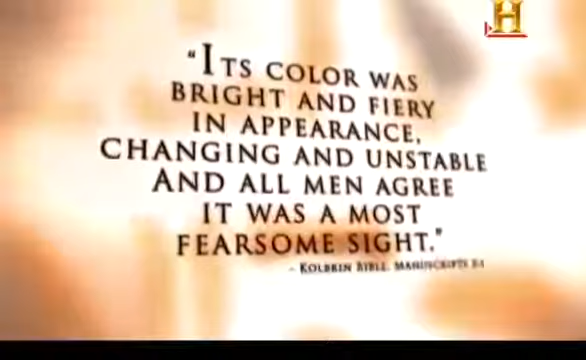 "ITS COLOR WAS
BRIGHT AND FIERY
IN APPEARANCE,
CHANGING AND UNSTABLE
AND ALL MEN AGREE
IT WAS A MOST
FEARSOME SIGHT."
- KOLBRIN BIBLE, MANUSCRIPTS
H